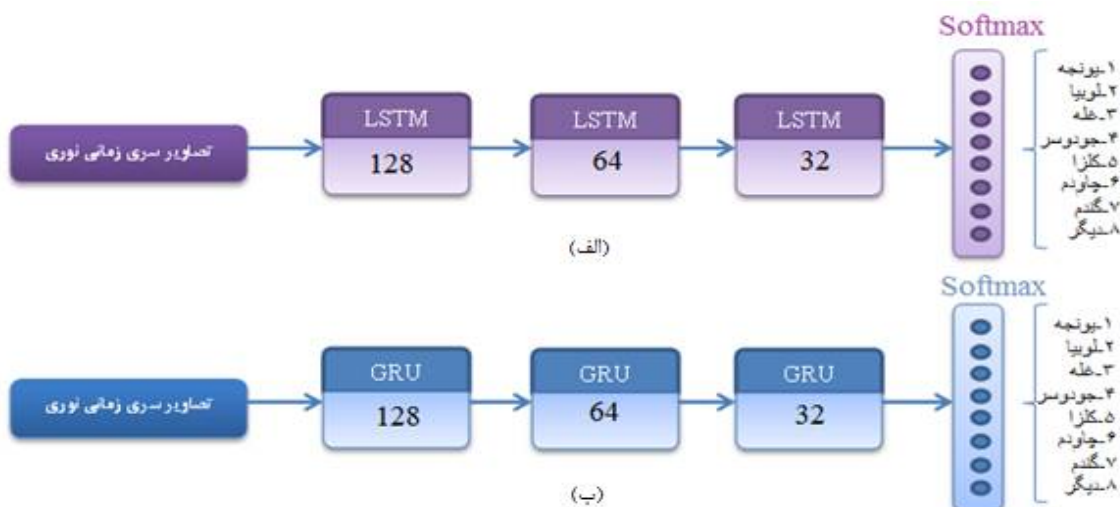 Softmax
تصاویر سری زمانی نوری
LSTM
128
LSTM
64
LSTM
32
۱-یونجه
۲-لوبیا
۳-غله
۴-جودوسر
۵-کلزا
۶-چاودم
۷-گندم
۸-دیگر
(الف)
Softmax
تصاویر سری زمانی نوری
GRU
128
GRU
64
GRU
32
۱-یونجه
۲-لوبیا
۳-غله
۴-جودوسر
۵-کلزا
۶-چاودم
۷-گندم
۸-دیگر
(ب)